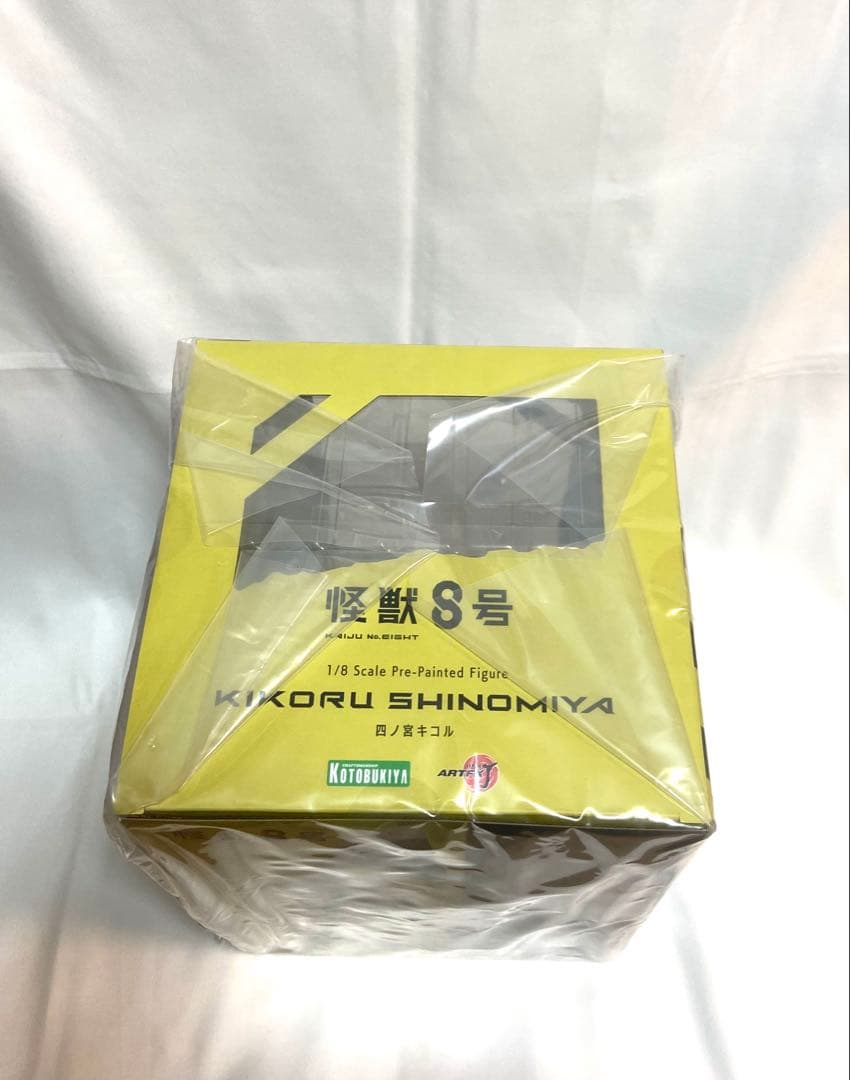 怪獣8号
KAIJU No.EIGHT
1/8 Scale Pre-Painted Figure
KIKORU SHINOMIYA
四ノ宮キコル
CRAFTSMANSHIP
KOTOBUKIYA
ARTFX J